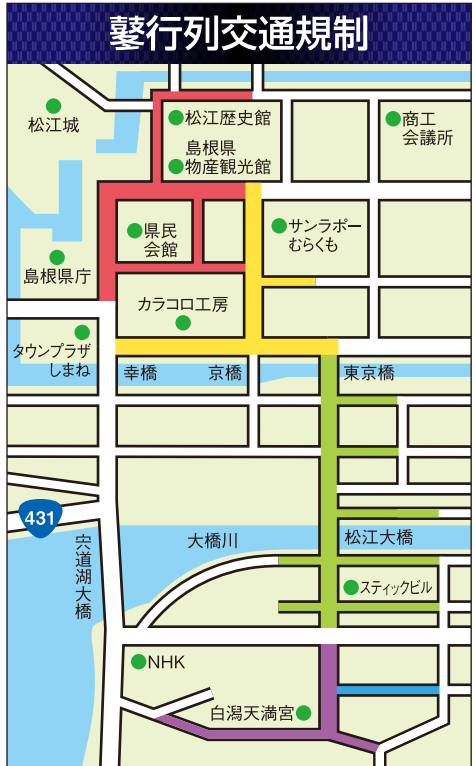 鼕行列交通規制
松江城
松江歴史館
島根県
物産観光館
商工
会議所
県民
会館
サンラポー
むらくも
島根県庁
カラコロ工房
タウンプラザ
しまね
幸橋
京橋
東京橋
431
宍道湖大橋
大橋川
松江大橋
スティックビル
NHK
白潟天満宮